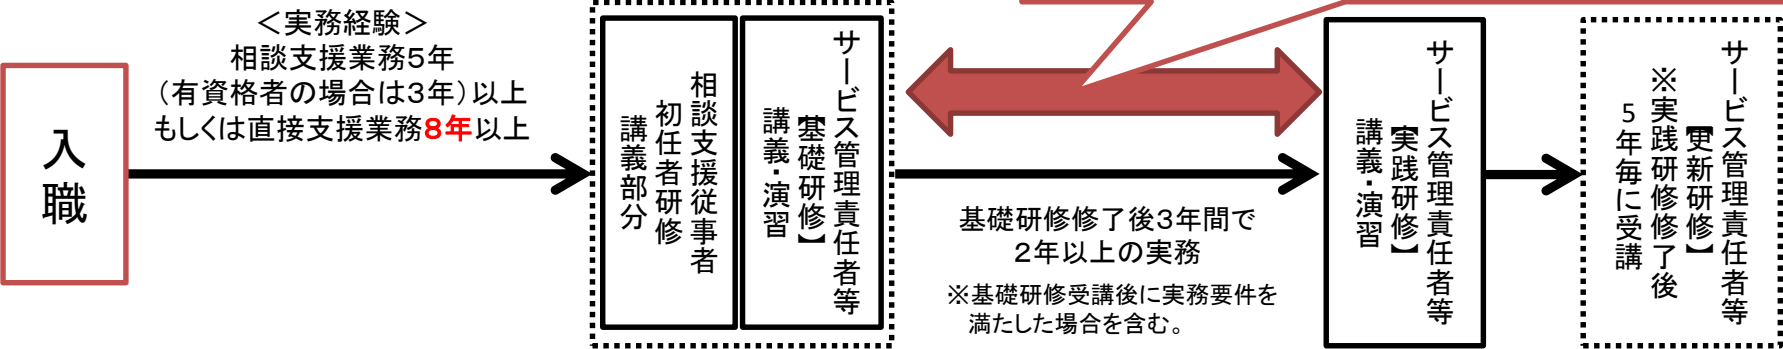 入職
＜実務経験＞
相談支援業務5年
（有資格者の場合は3年）以上
もしくは直接支援業務8年以上
相談支援従事者
初任者研修
講義部分
サービス管理責任者等
【基礎研修】
講義・演習
基礎研修修了後3年間で
2年以上の実務
※基礎研修受講後に実務要件を
満たした場合を含む。
サービス管理責任者等
【実践研修】
講義・演習
サービス管理責任者等
【更新研修】
※実践研修修了後
5年毎に受講